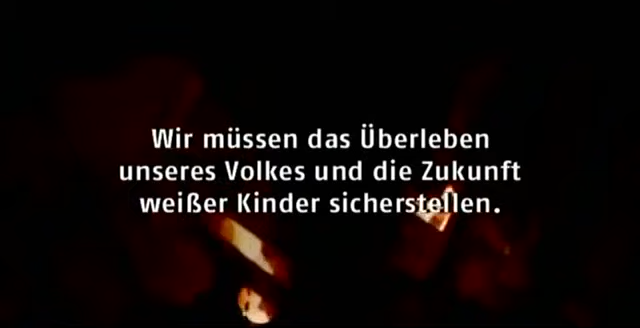 Wir müssen das Überleben
unseres Volkes und die Zukunft
weißer Kinder sicherstellen.